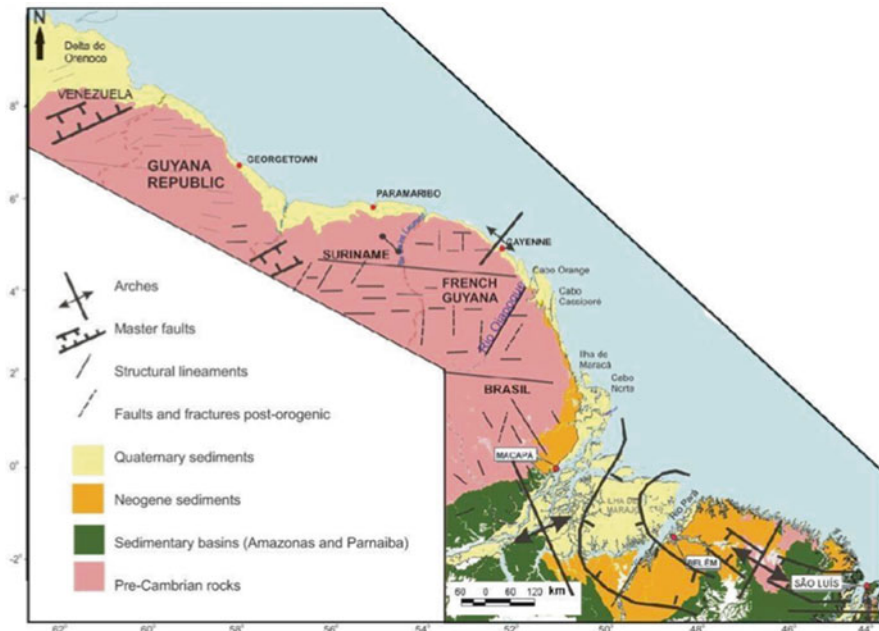 N
Delta do
Orenoco
VENEZUELA
8°
GUYANA
REPUBLIC
GEORGETOWN
6°
PARAMARIBO
SURINAME
CAYENNE
FRENCH
GUYANA
Rio Oiapoque
Cabo Orange
Cabo
Cassiporé
4°
Ilha de
Maracá
Cabo
Norte
2°
BRASIL
MACAPÁ
0°
ILHA DE
MARAJÓ
Rio Pará
BELÉM
SÃO LUÍS
-2°
Arches
Master faults
Structural lineaments
Faults and fractures post-orogenic
Quaternary sediments
Neogene sediments
Sedimentary basins (Amazonas and Parnaiba)
Pre-Cambrian rocks
60 0 60 120 km
62° 60° 58° 56° 54° 52° 50° 48° 46° 44°